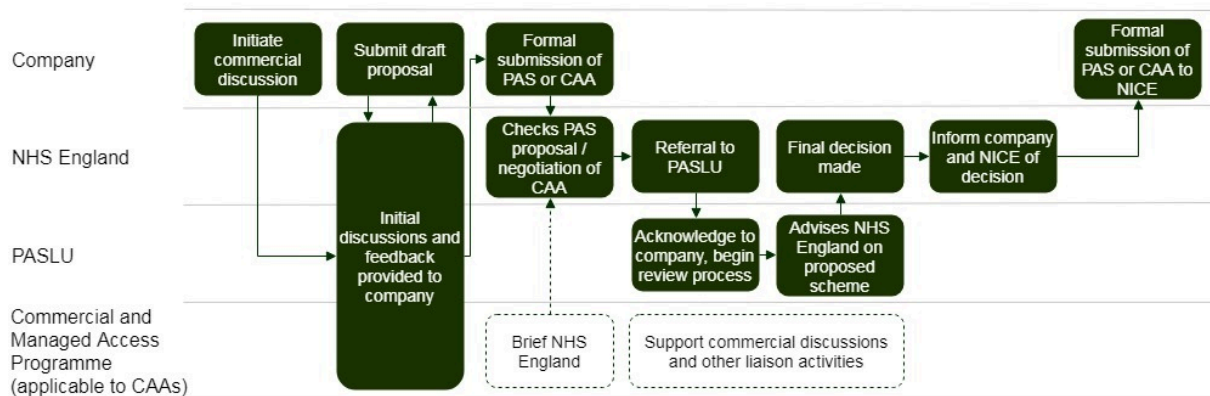 Company
Initiate
commercial
discussion
Submit draft
proposal
Formal
submission of
PAS or CAA
Formal
submission of
PAS or CAA to
NICE
NHS England
Checks PAS
proposal /
negotiation of
CAA
Referral to
PASLU
Final decision
made
Inform company
and NICE of
decision
PASLU
Initial
discussions and
feedback
provided to
company
Acknowledge to
company, begin
review process
Advises NHS
England on
proposed
scheme
Commercial and
Managed Access
Programme
(applicable to CAAs)
Brief NHS
England
Support commercial discussions
and other liaison activities